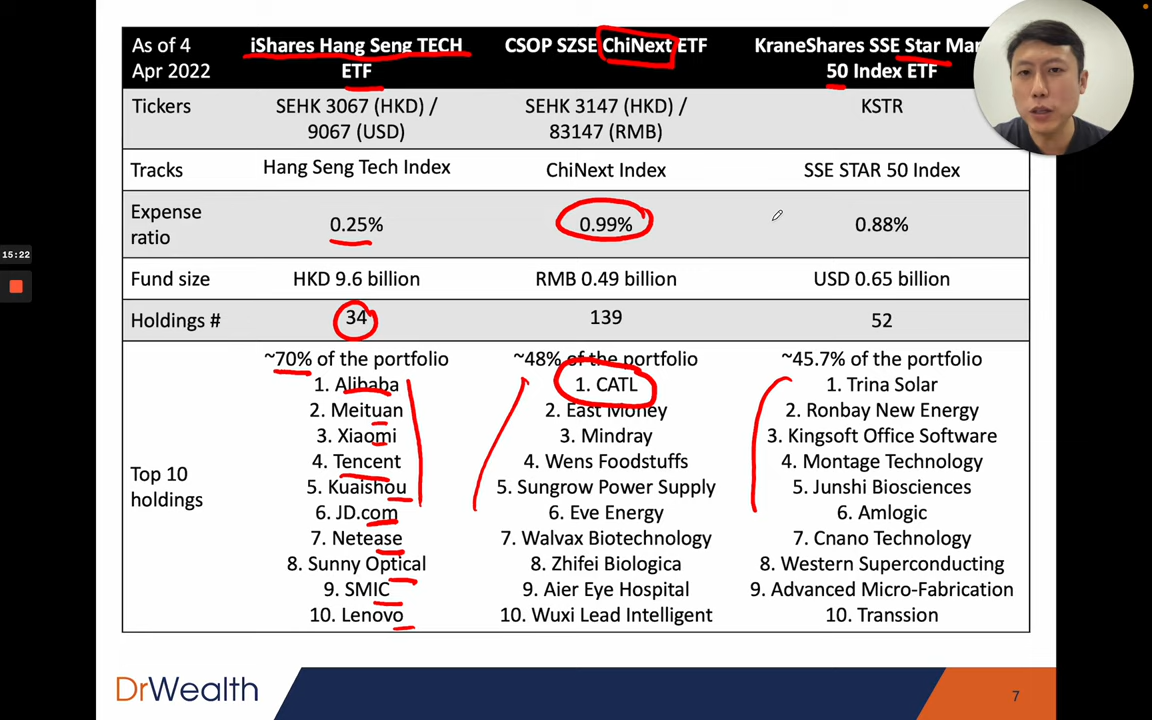 As of 4
Apr 2022
iShares Hang Seng TECH
ETF
CSOP SZSE ChiNext ETF
KraneShares SSE Star Mar
50 Index ETF
Tickers
SEHK 3067 (HKD) /
9067 (USD)
SEHK 3147 (HKD) /
83147 (RMB)
KSTR
Tracks
Hang Seng Tech Index
ChiNext Index
SSE STAR 50 Index
Expense
ratio
0.25%
0.99%
0.88%
15:22
Fund size
HKD 9.6 billion
RMB 0.49 billion
USD 0.65 billion
Holdings #
34
139
52
Top 10
holdings
~70% of the portfolio
1. Alibaba
2. Meituan
3. Xiaomi
4. Tencent
5. Kuaishou
6. JD.com
7. Netease
8. Sunny Optical
9. SMIC
10. Lenovo
~48% of the portfolio
1. CATL
2. East Money
3. Mindray
4. Wens Foodstuffs
5. Sungrow Power Supply
6. Eve Energy
7. Walvax Biotechnology
8. Zhifei Biologica
9. Aier Eye Hospital
10. Wuxi Lead Intelligent
~45.7% of the portfolio
1. Trina Solar
2. Ronbay New Energy
3. Kingsoft Office Software
4. Montage Technology
5. Junshi Biosciences
6. Amlogic
7. Cnano Technology
8. Western Superconducting
9. Advanced Micro-Fabrication
10. Transsion
DrWealth
7